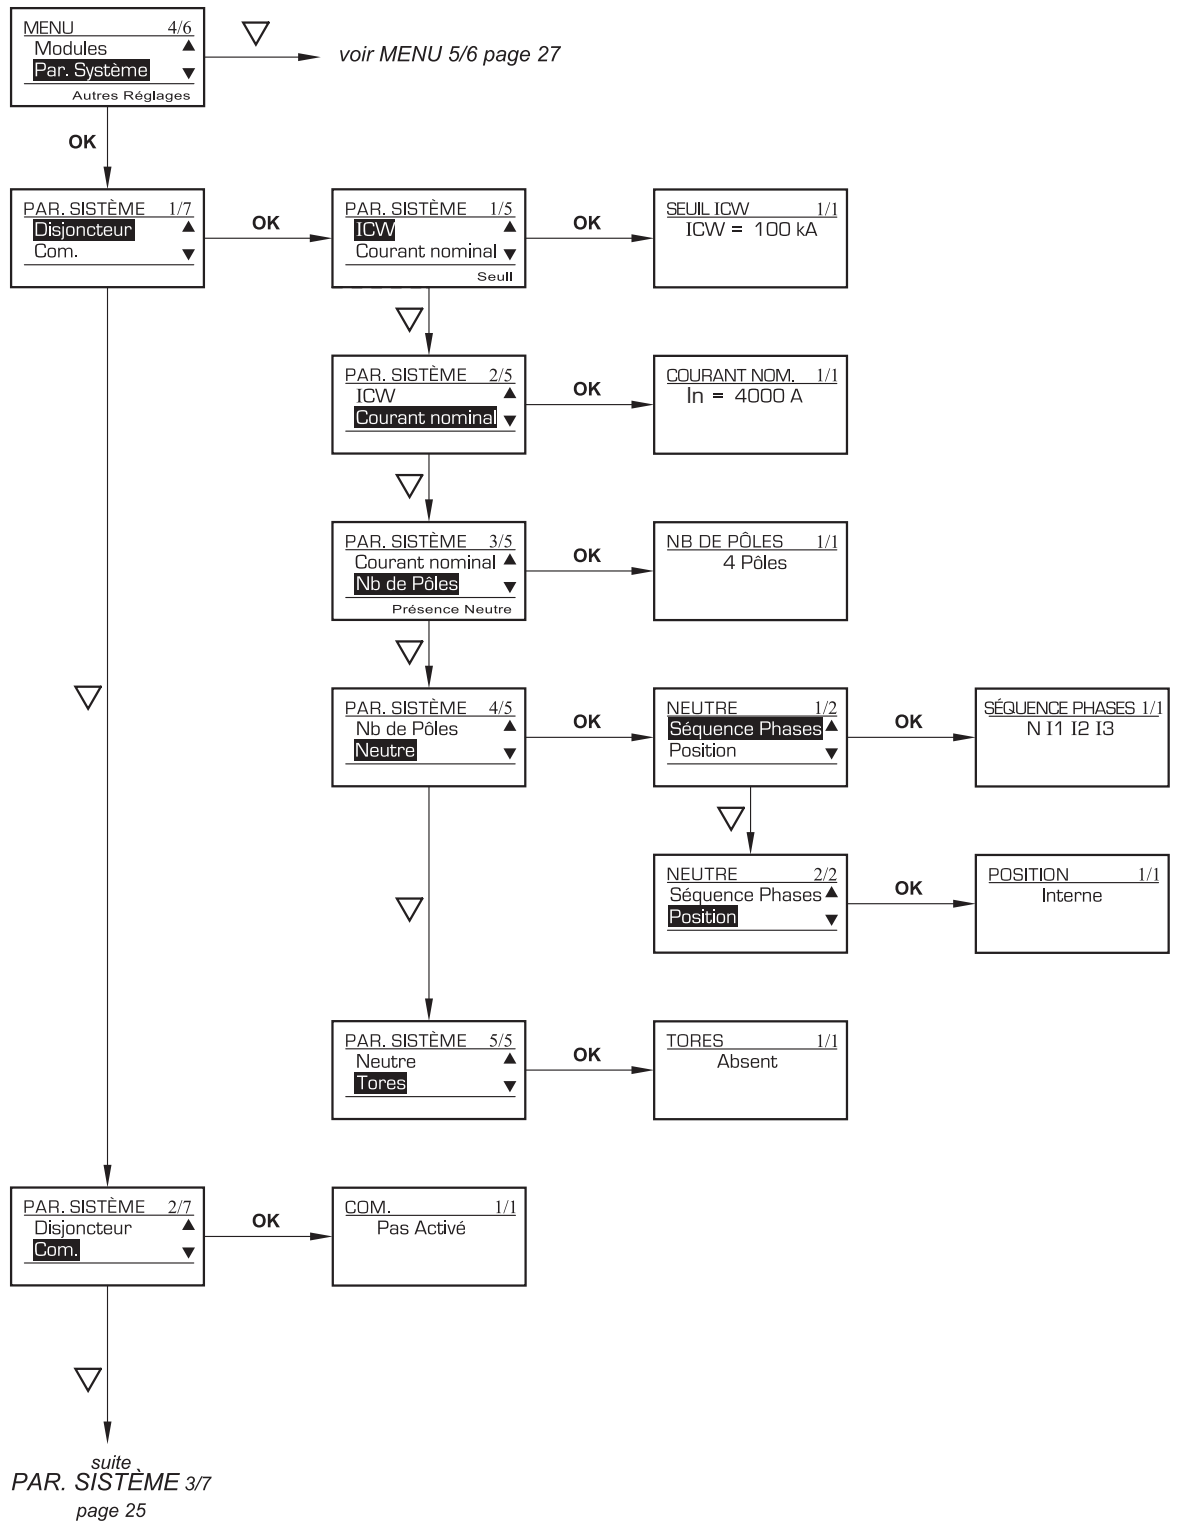 MENU 4/6
Modules ▲
Par. Système ▼
Autres Réglages
▽
voir MENU 5/6 page 27
OK
PAR. SISTÈME 1/7
Disjoncteur ▲
Com. ▼
OK
PAR. SISTÈME 1/5
ICW ▲
Courant nominal ▼
Seull
OK
SEUIL ICW 1/1
ICW = 100 kA
▽
PAR. SISTÈME 2/5
ICW ▲
Courant nominal ▼
OK
COURANT NOM. 1/1
In = 4000 A
▽
PAR. SISTÈME 3/5
Courant nominal ▲
Nb de Pôles ▼
Présence Neutre
OK
NB DE PÔLES 1/1
4 Pôles
▽
▽
PAR. SISTÈME 4/5
Nb de Pôles ▲
Neutre ▼
OK
NEUTRE 1/2
Séquence Phases ▲
Position ▼
OK
SÉQUENCE PHASES 1/1
N I1 I2 I3
▽
NEUTRE 2/2
Séquence Phases ▲
Position ▼
OK
POSITION 1/1
Interne
▽
PAR. SISTÈME 5/5
Neutre ▲
Tores ▼
OK
TORES 1/1
Absent
PAR. SISTÈME 2/7
Disjoncteur ▲
Com. ▼
OK
COM. 1/1
Pas Activé
▽
suite
PAR. SISTÈME 3/7
page 25